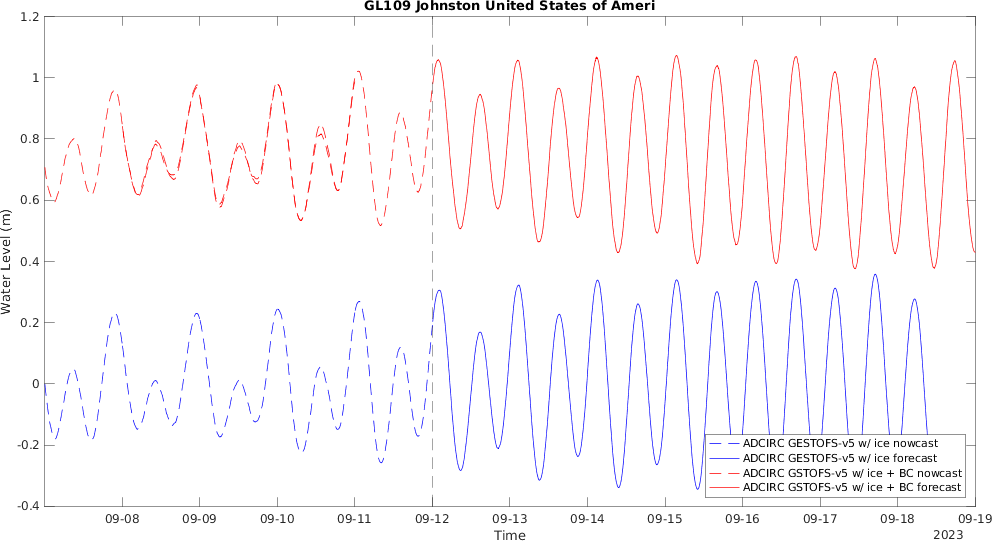 GL109 Johnston United States of Ameri
1.2
1
0.8
0.6
0.4
0.2
0
-0.2
-0.4
Water Level (m)
ADCIRC GESTOFS-v5 w/ ice nowcast
ADCIRC GESTOFS-v5 w/ ice forecast
ADCIRC GSTOFS-v5 w/ ice + BC nowcast
ADCIRC GSTOFS-v5 w/ ice + BC forecast
09-08 09-09 09-10 09-11 09-12 09-13 09-14 09-15 09-16 09-17 09-18 09-19
Time
2023